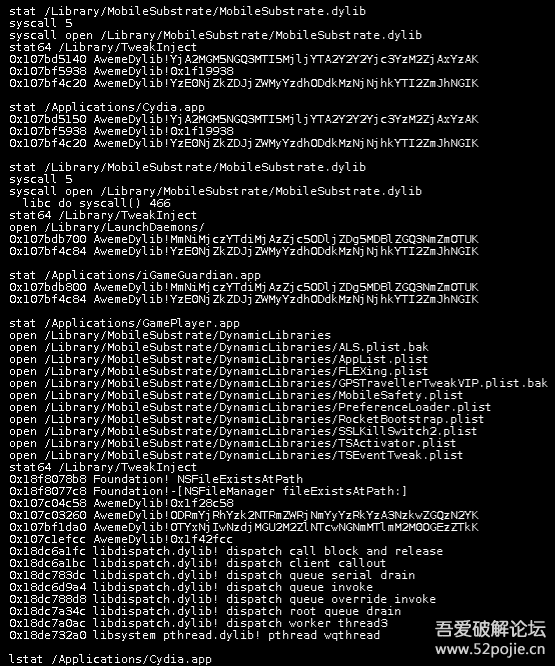 stat /Library/MobileSubstrate/MobileSubstrate.dylib
syscall 5
syscall open /Library/MobileSubstrate/MobileSubstrate.dylib
stat64 /Library/TweakInject
0x107bd5140 AwemeDylib!YjA2MGM5NGQ3MTI5MjljYTA2Y2Y2Yjc3YzM2ZjAxYzAK
0x107bf5938 AwemeDylib!0x1f19938
0x107bf4c20 AwemeDylib!YzE0NjZkZDJjZWMyYzdhODdkMzNjNjhkYTI2ZmJhNGIK
stat /Applications/Cydia.app
0x107bd5150 AwemeDylib!YjA2MGM5NGQ3MTI5MjljYTA2Y2Y2Yjc3YzM2ZjAxYzAK
0x107bf5938 AwemeDylib!0x1f19938
0x107bf4c20 AwemeDylib!YzE0NjZkZDJjZWMyYzdhODdkMzNjNjhkYTI2ZmJhNGIK
stat /Library/MobileSubstrate/MobileSubstrate.dylib
syscall 5
syscall open /Library/MobileSubstrate/MobileSubstrate.dylib
libc do syscall() 466
stat64 /Library/TweakInject
open /Library/LaunchDaemons/
0x107bdb700 AwemeDylib!MmNiMjczYTdiMjAzZjc5ODljZDg5MDBlZGQ3NmZmOTUK
0x107bf4c84 AwemeDylib!YzE0NjZkZDJjZWMyYzdhODdkMzNjNjhkYTI2ZmJhNGIK
stat /Applications/iGameGuardian.app
0x107bdb800 AwemeDylib!MmNiMjczYTdiMjAzZjc5ODljZDg5MDBlZGQ3NmZmOTUK
0x107bf4c84 AwemeDylib!YzE0NjZkZDJjZWMyYzdhODdkMzNjNjhkYTI2ZmJhNGIK
stat /Applications/GamePlayer.app
open /Library/MobileSubstrate/DynamicLibraries
open /Library/MobileSubstrate/DynamicLibraries/ALS.plist.bak
open /Library/MobileSubstrate/DynamicLibraries/AppList.plist
open /Library/MobileSubstrate/DynamicLibraries/FLEXing.plist
open /Library/MobileSubstrate/DynamicLibraries/GPSTravellerTweakVIP.plist.bak
open /Library/MobileSubstrate/DynamicLibraries/MobileSafety.plist
open /Library/MobileSubstrate/DynamicLibraries/PreferenceLoader.plist
open /Library/MobileSubstrate/DynamicLibraries/RocketBootstrap.plist
open /Library/MobileSubstrate/DynamicLibraries/SSLKillSwitch2.plist
open /Library/MobileSubstrate/DynamicLibraries/TSActivator.plist
open /Library/MobileSubstrate/DynamicLibraries/TSEventTweak.plist
stat64 /Library/TweakInject
0x18f8078b8 Foundation! NSFileExistsAtPath
0x18f8077c8 Foundation!-[NSFileManager fileExistsAtPath:]
0x107c04c58 AwemeDylib!0x1f28c58
0x107c03260 AwemeDylib!ODFmYjRhYzk2NTRmZWRjNmYyYzRkYzA3NzkwZGQzN2YK
0x107bf1da0 AwemeDylib!OTYxNjIwNzdjMGU2M2ZlNTcwNGNmMTlmM2M0OGEzZTkK
0x107c1efcc AwemeDylib!0x1f42fcc
0x18dc6a1fc libdispatch.dylib! dispatch call block and release
0x18dc6a1bc libdispatch.dylib! dispatch client callout
0x18dc783dc libdispatch.dylib! dispatch queue serial drain
0x18dc6d9a4 libdispatch.dylib! dispatch queue invoke
0x18dc788d8 libdispatch.dylib! dispatch queue override invoke
0x18dc7a34c libdispatch.dylib! dispatch root queue drain
0x18dc7a0ac libdispatch.dylib! dispatch worker thread3
0x18de732a0 libsystem pthread.dylib! pthread wqthread
lstat /Applications/Cydia.app
吾爱破解论坛
www.52pojie.cn